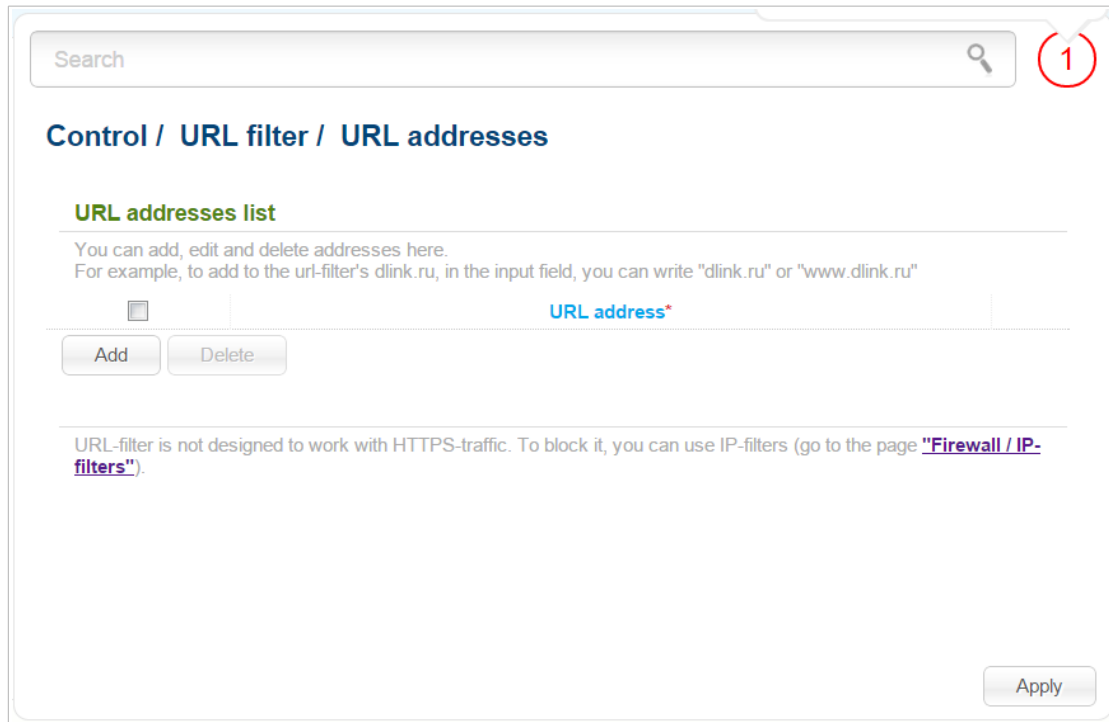 Search
1
Control / URL filter / URL addresses
URL addresses list
You can add, edit and delete addresses here.
For example, to add to the url-filter's dlink.ru, in the input field, you can write "dlink.ru" or "www.dlink.ru"
URL address*
Add Delete
URL-filter is not designed to work with HTTPS-traffic. To block it, you can use IP-filters (go to the page "Firewall / IP-
filters").
Apply